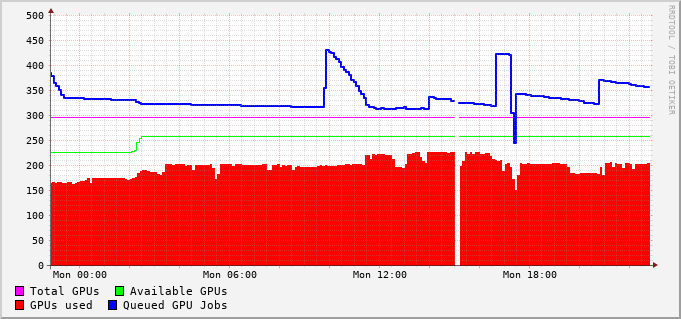 500
450
400
350
300
250
200
150
100
50
0
Mon 00:00 Mon 06:00 Mon 12:00 Mon 18:00
Total GPUs Available GPUs
GPUs used Queued GPU Jobs
RRDTOOL / TOBI OETIKER